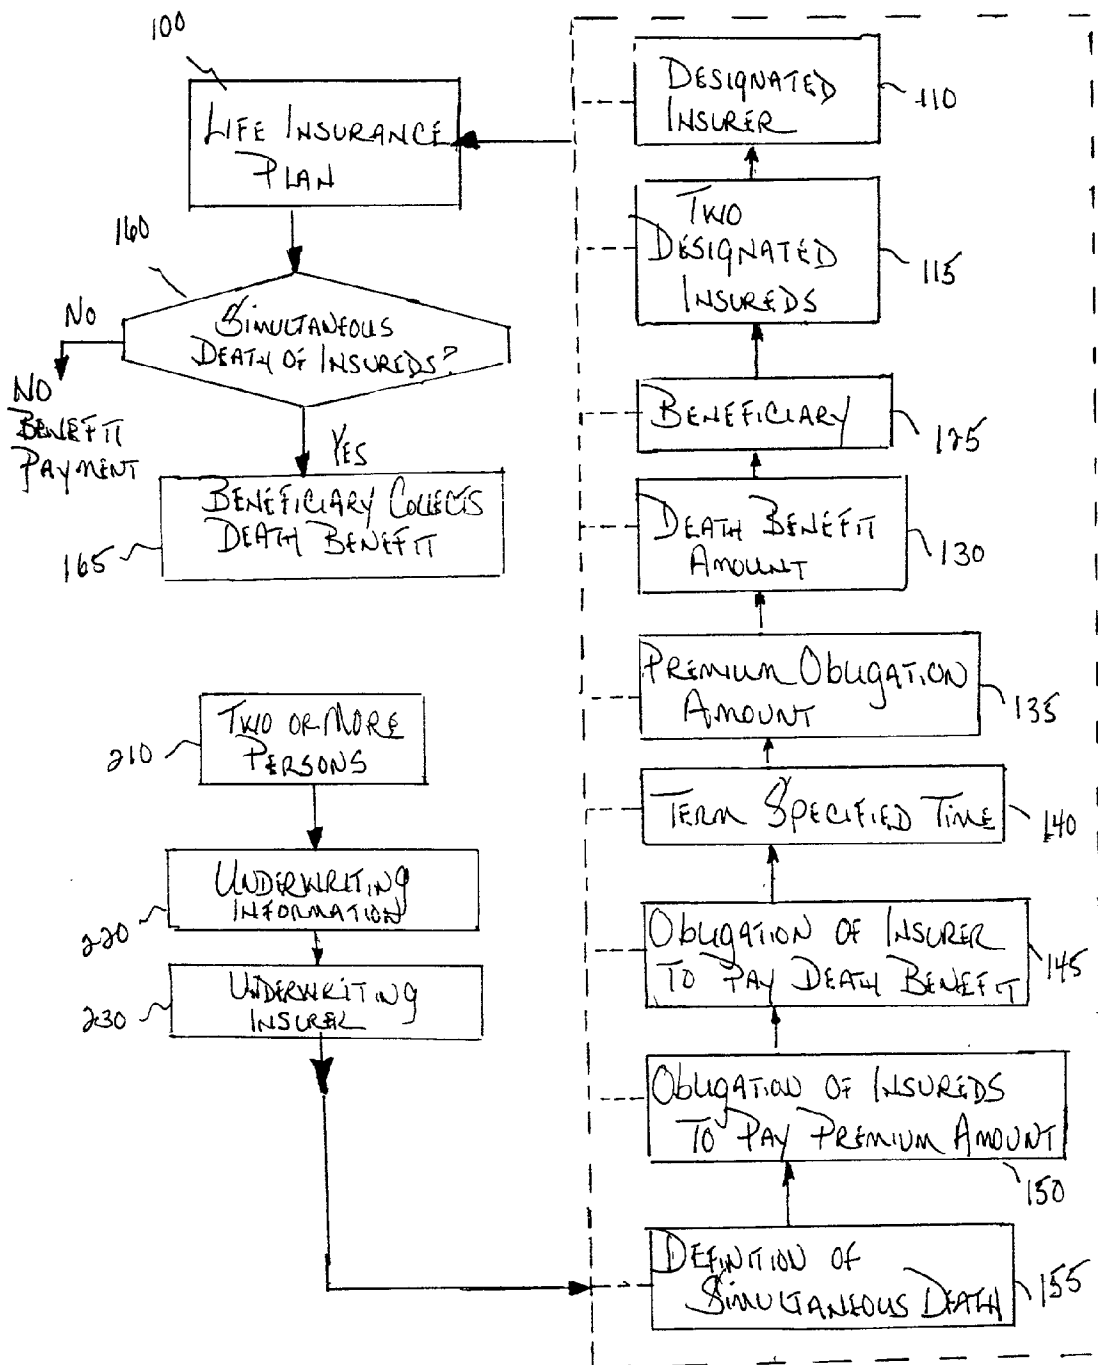 100
LIFE INSURANCE
PLAN
160
SIMULTANEOUS
DEATH OF INSUREDS?
NO
NO
BENEFIT
PAYMENT
YES
BENEFICIARY COLLECTS
DEATH BENEFIT
165
TWO OR MORE
PERSONS
210
UNDERWRITING
INFORMATION
220
UNDERWRITING
INSURER
230
DESIGNATED
INSURER
110
TWO
DESIGNATED
INSUREDS
115
BENEFICIARY
125
DEATH BENEFIT
AMOUNT
130
PREMIUM OBLIGATION
AMOUNT
135
TERM SPECIFIED TIME
140
OBLIGATION OF INSURER
TO PAY DEATH BENEFIT
145
OBLIGATION OF INSUREDS
TO PAY PREMIUM AMOUNT
150
DEFINITION OF
SIMULTANEOUS DEATH
155